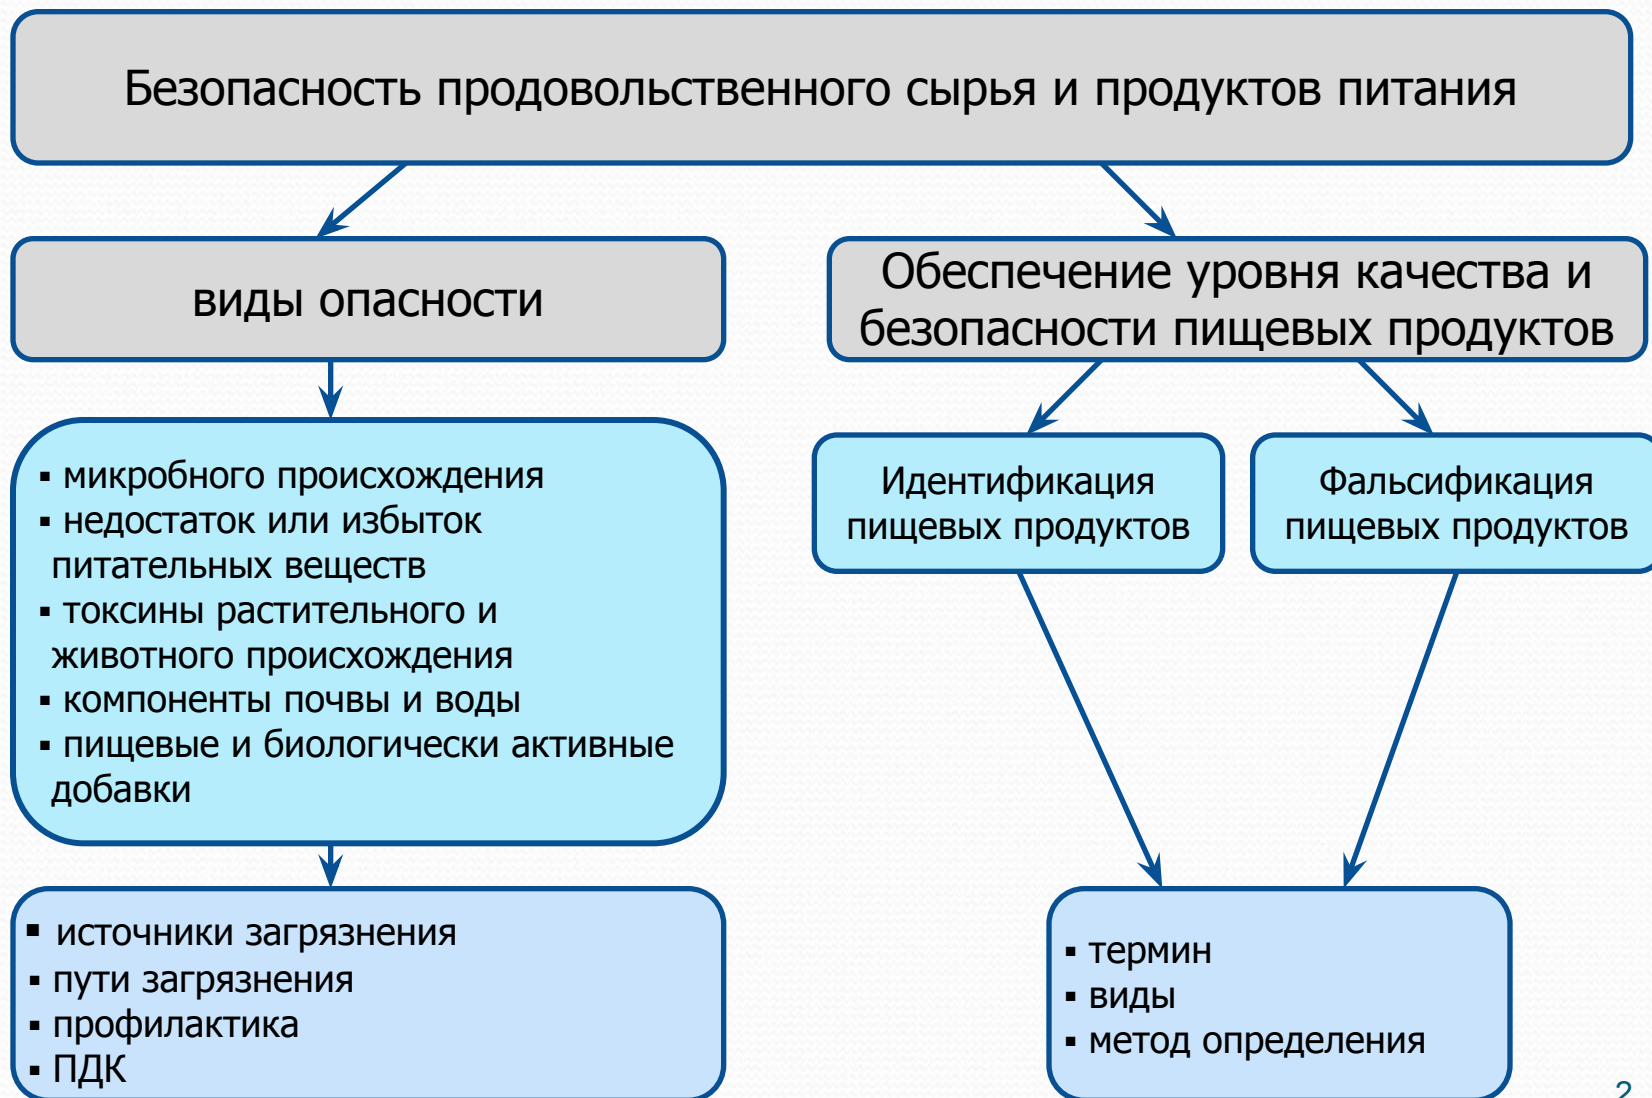 Безопасность продовольственного сырья и продуктов питания
виды опасности
Обеспечение уровня качества и
безопасности пищевых продуктов
▪ микробного происхождения
▪ недостаток или избыток
питательных веществ
▪ токсины растительного и
животного происхождения
▪ компоненты почвы и воды
▪ пищевые и биологически активные
добавки
Идентификация
пищевых продуктов
Фальсификация
пищевых продуктов
▪ источники загрязнения
▪ пути загрязнения
▪ профилактика
▪ ПДК
▪ термин
▪ виды
▪ метод определения
2